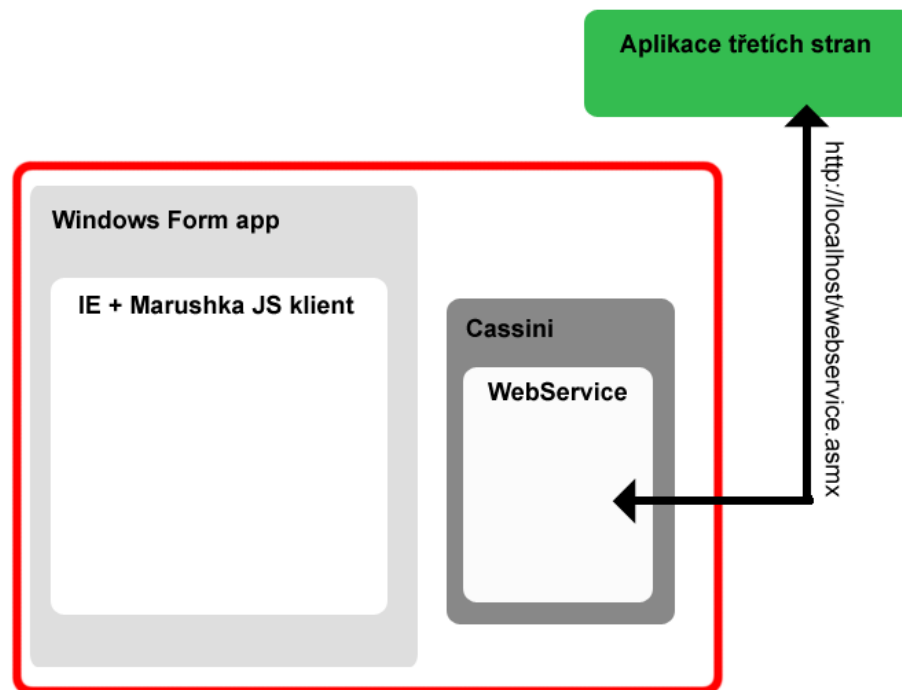 Aplikace třetích stran
http://localhost/webservice.asmx
Windows Form app
IE + Marushka JS klient
Cassini
WebService